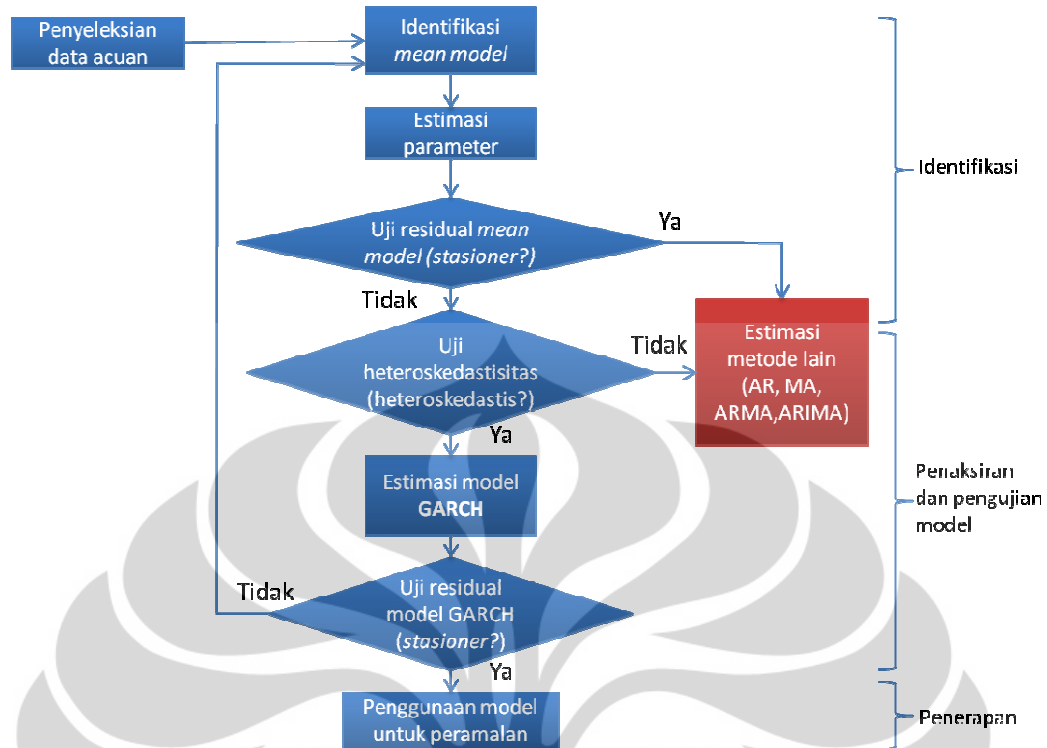 Penyeleksian
data acuan
Identifikasi
mean model
Estimasi
parameter
Uji residual mean
model (stasioner?)
Ya
Tidak
Uji
heteroskedastisitas
(heteroskedastis?)
Tidak
Estimasi
metode lain
(AR, MA,
ARMA,ARIMA)
Ya
Estimasi model
GARCH
Uji residual
model GARCH
(stasioner?)
Tidak
Ya
Penggunaan model
untuk peramalan
Identifikasi
Penaksiran
dan pengujian
model
Penerapan